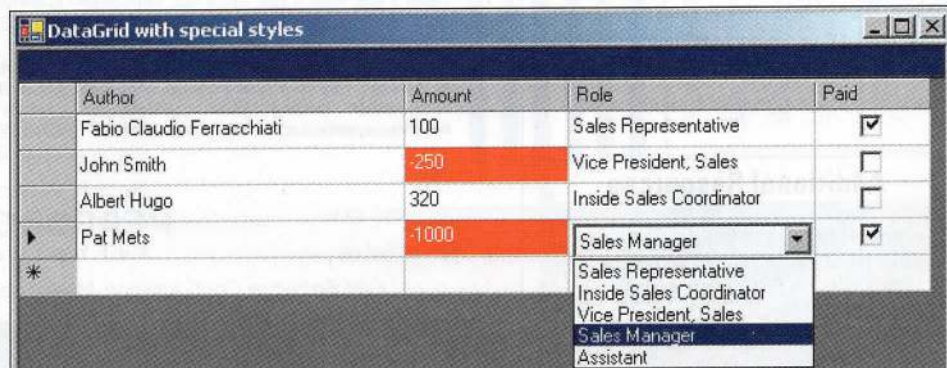 DataGrid with special styles
Author Amount Role Paid
Fabio Claudio Ferracchiati 100 Sales Representative
John Smith -250 Vice President, Sales
Albert Hugo 320 Inside Sales Coordinator
Pat Mets -1000 Sales Manager
*
Sales Representative
Inside Sales Coordinator
Vice President, Sales
Sales Manager
Assistant